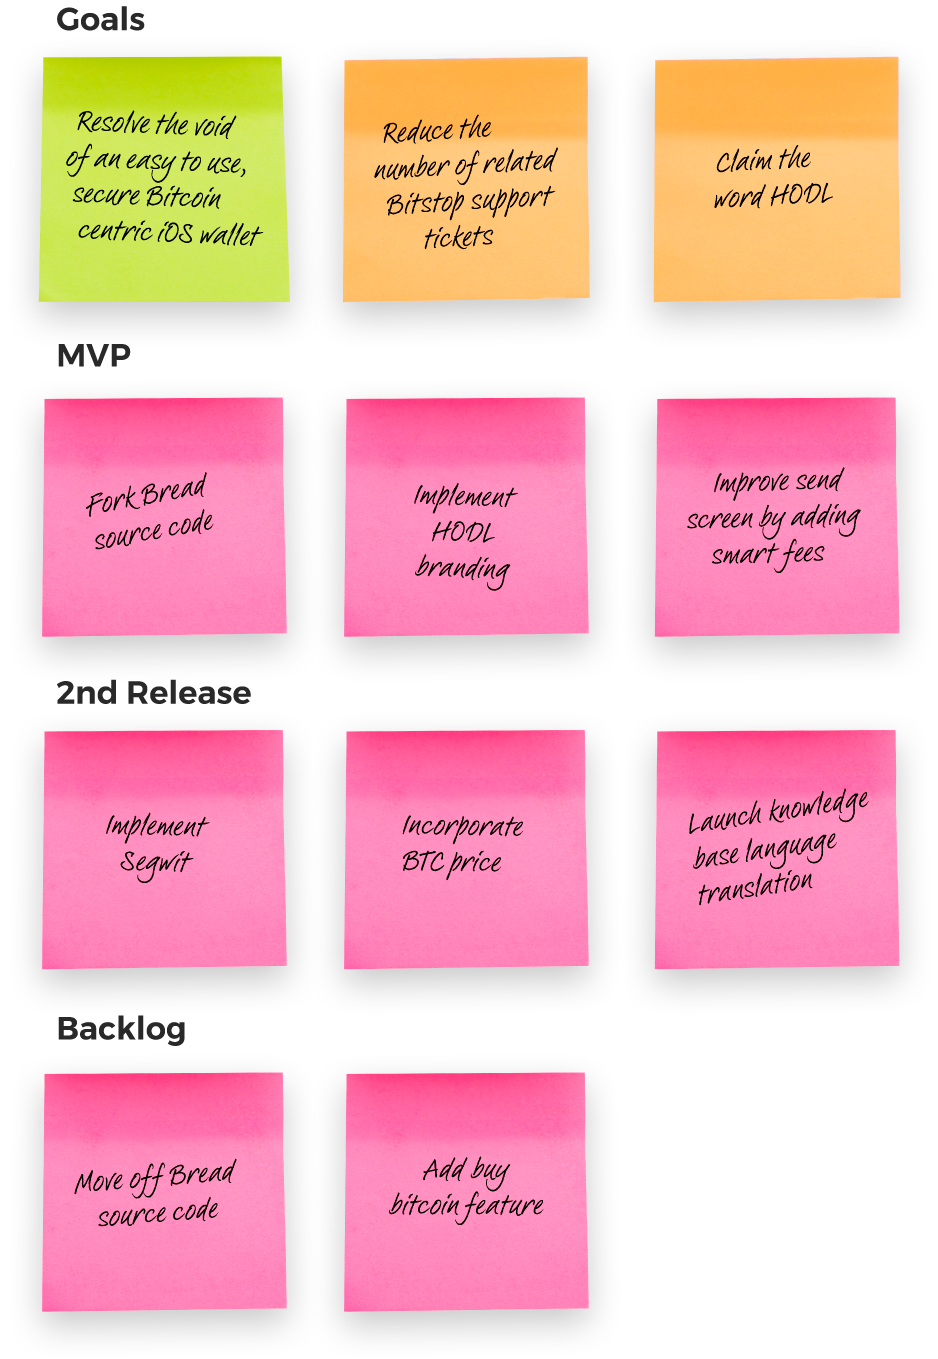 Goals
Resolve the void
of an easy to use,
secure Bitcoin
centric iOS wallet
Reduce the
number of related
Bitstop support
tickets
Claim the
word HODL
MVP
Fork Bread
source code
Implement
HODL
branding
Improve send
screen by adding
smart fees
2nd Release
Implement
Segwit
Incorporate
BTC price
Launch knowledge
base language
translation
Backlog
Move off Bread
source code
Add buy
bitcoin feature